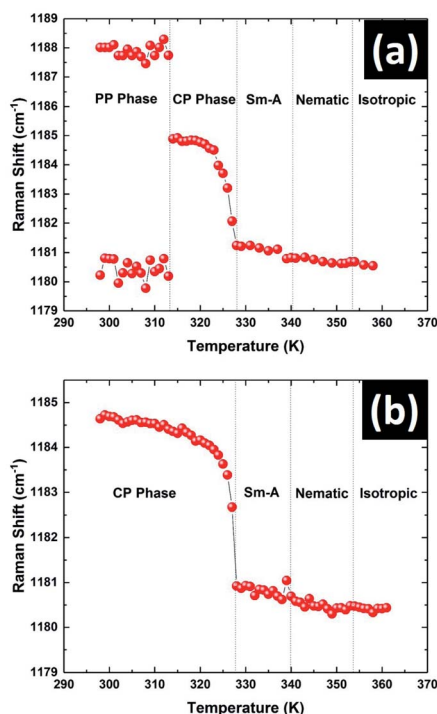 (a)
1188
1187
1186
1185
1184
1183
1182
1181
1180
1179
Raman Shift (cm-1)
PP Phase CP Phase Sm-A Nematic Isotropic
290 300 310 320 330 340 350 360 370
Temperature (K)
(b)
1185
1184
1183
1182
1181
1180
1179
Raman Shift (cm-1)
CP Phase Sm-A Nematic Isotropic
290 300 310 320 330 340 350 360 370
Temperature (K)